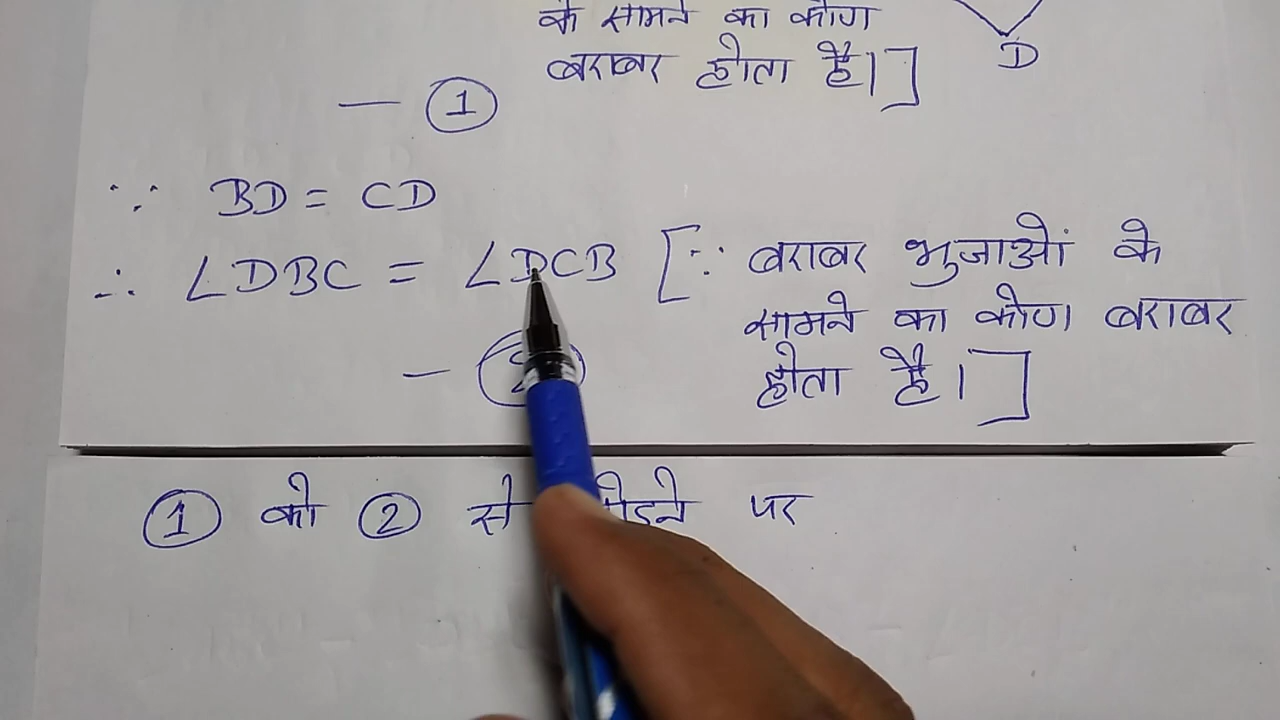 के सामने का कोण
बराबर होता है।]
D
— ①
∵ BD = CD
∴ ∠DBC = ∠DCB [∵ बराबर भुजाओं के
सामने का कोण बराबर
— होता है।]
① को ② से पर